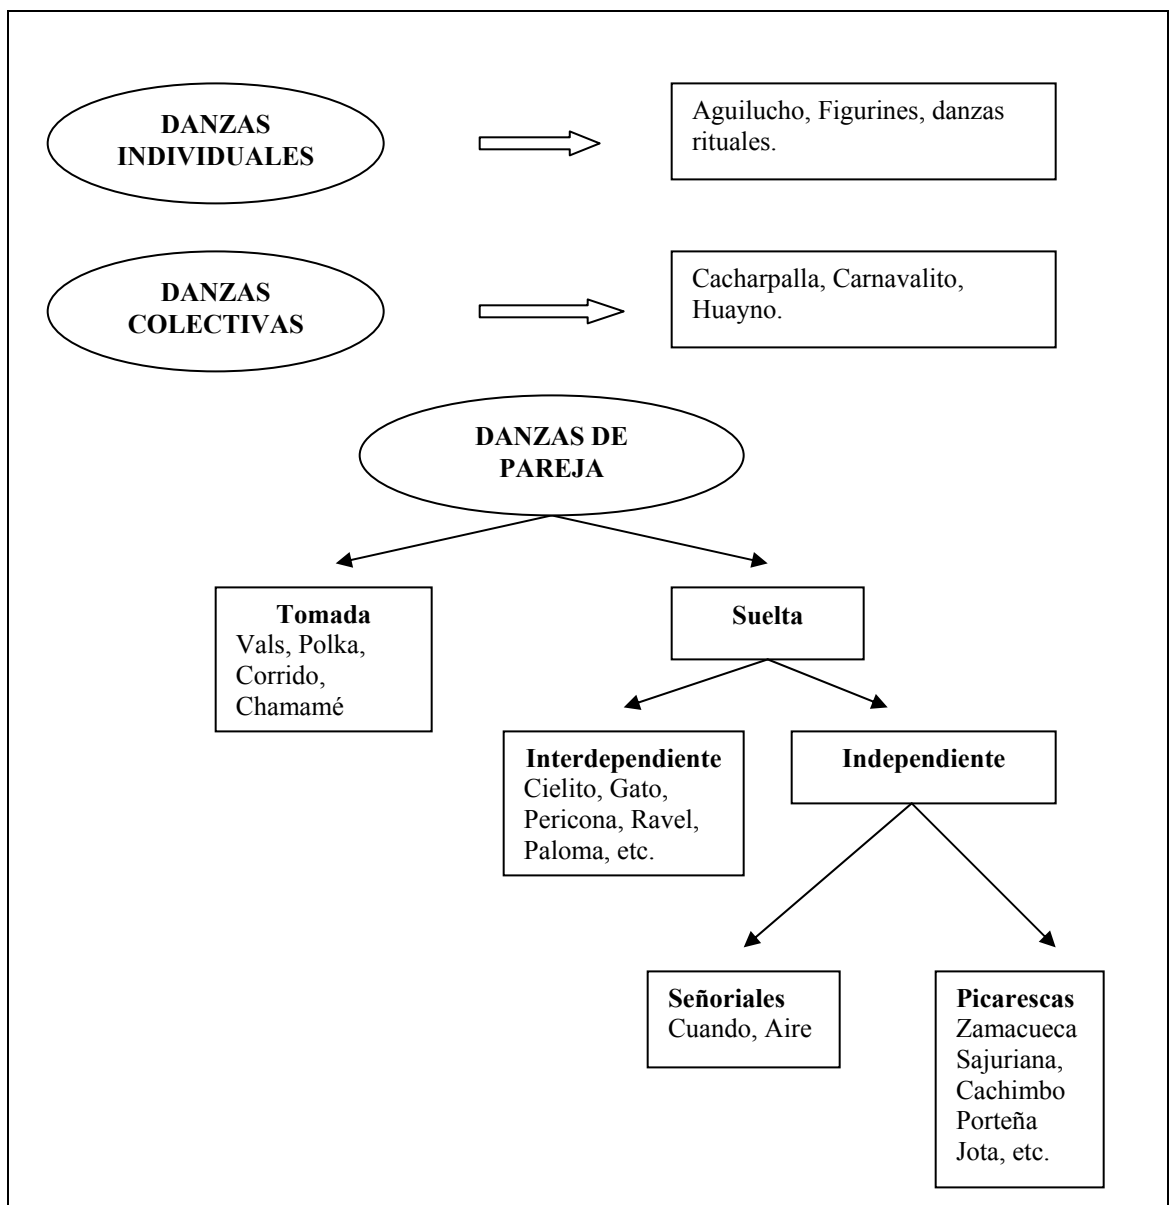 DANZAS
INDIVIDUALES
Aguilucho, Figurines, danzas
rituales.
DANZAS
COLECTIVAS
Cacharpalla, Carnavalito,
Huayno.
DANZAS DE
PAREJA
Tomada
Vals, Polka,
Corrido,
Chamamé
Suelta
Interdependiente
Cielito, Gato,
Pericona, Ravel,
Paloma, etc.
Independiente
Señoriales
Cuando, Aire
Picarescas
Zamacueca
Sajuriana,
Cachimbo
Porteña
Jota, etc.